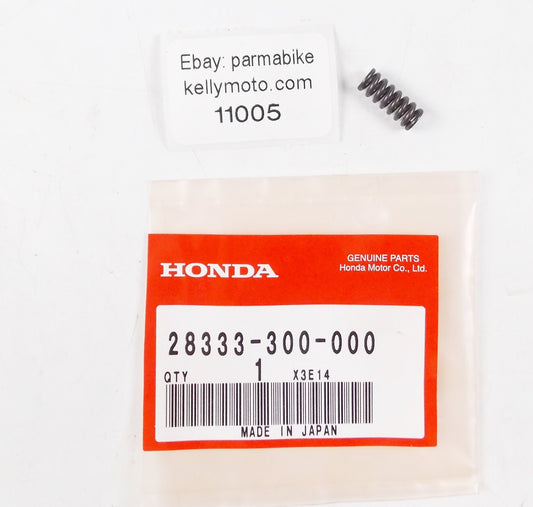 Ebay: parmabike
kellymoto.com
11005
HONDA
GENUINE PARTS
Honda Motor Co., Ltd.
28333-300-000
QTY 1 X3E14
MADE IN JAPAN